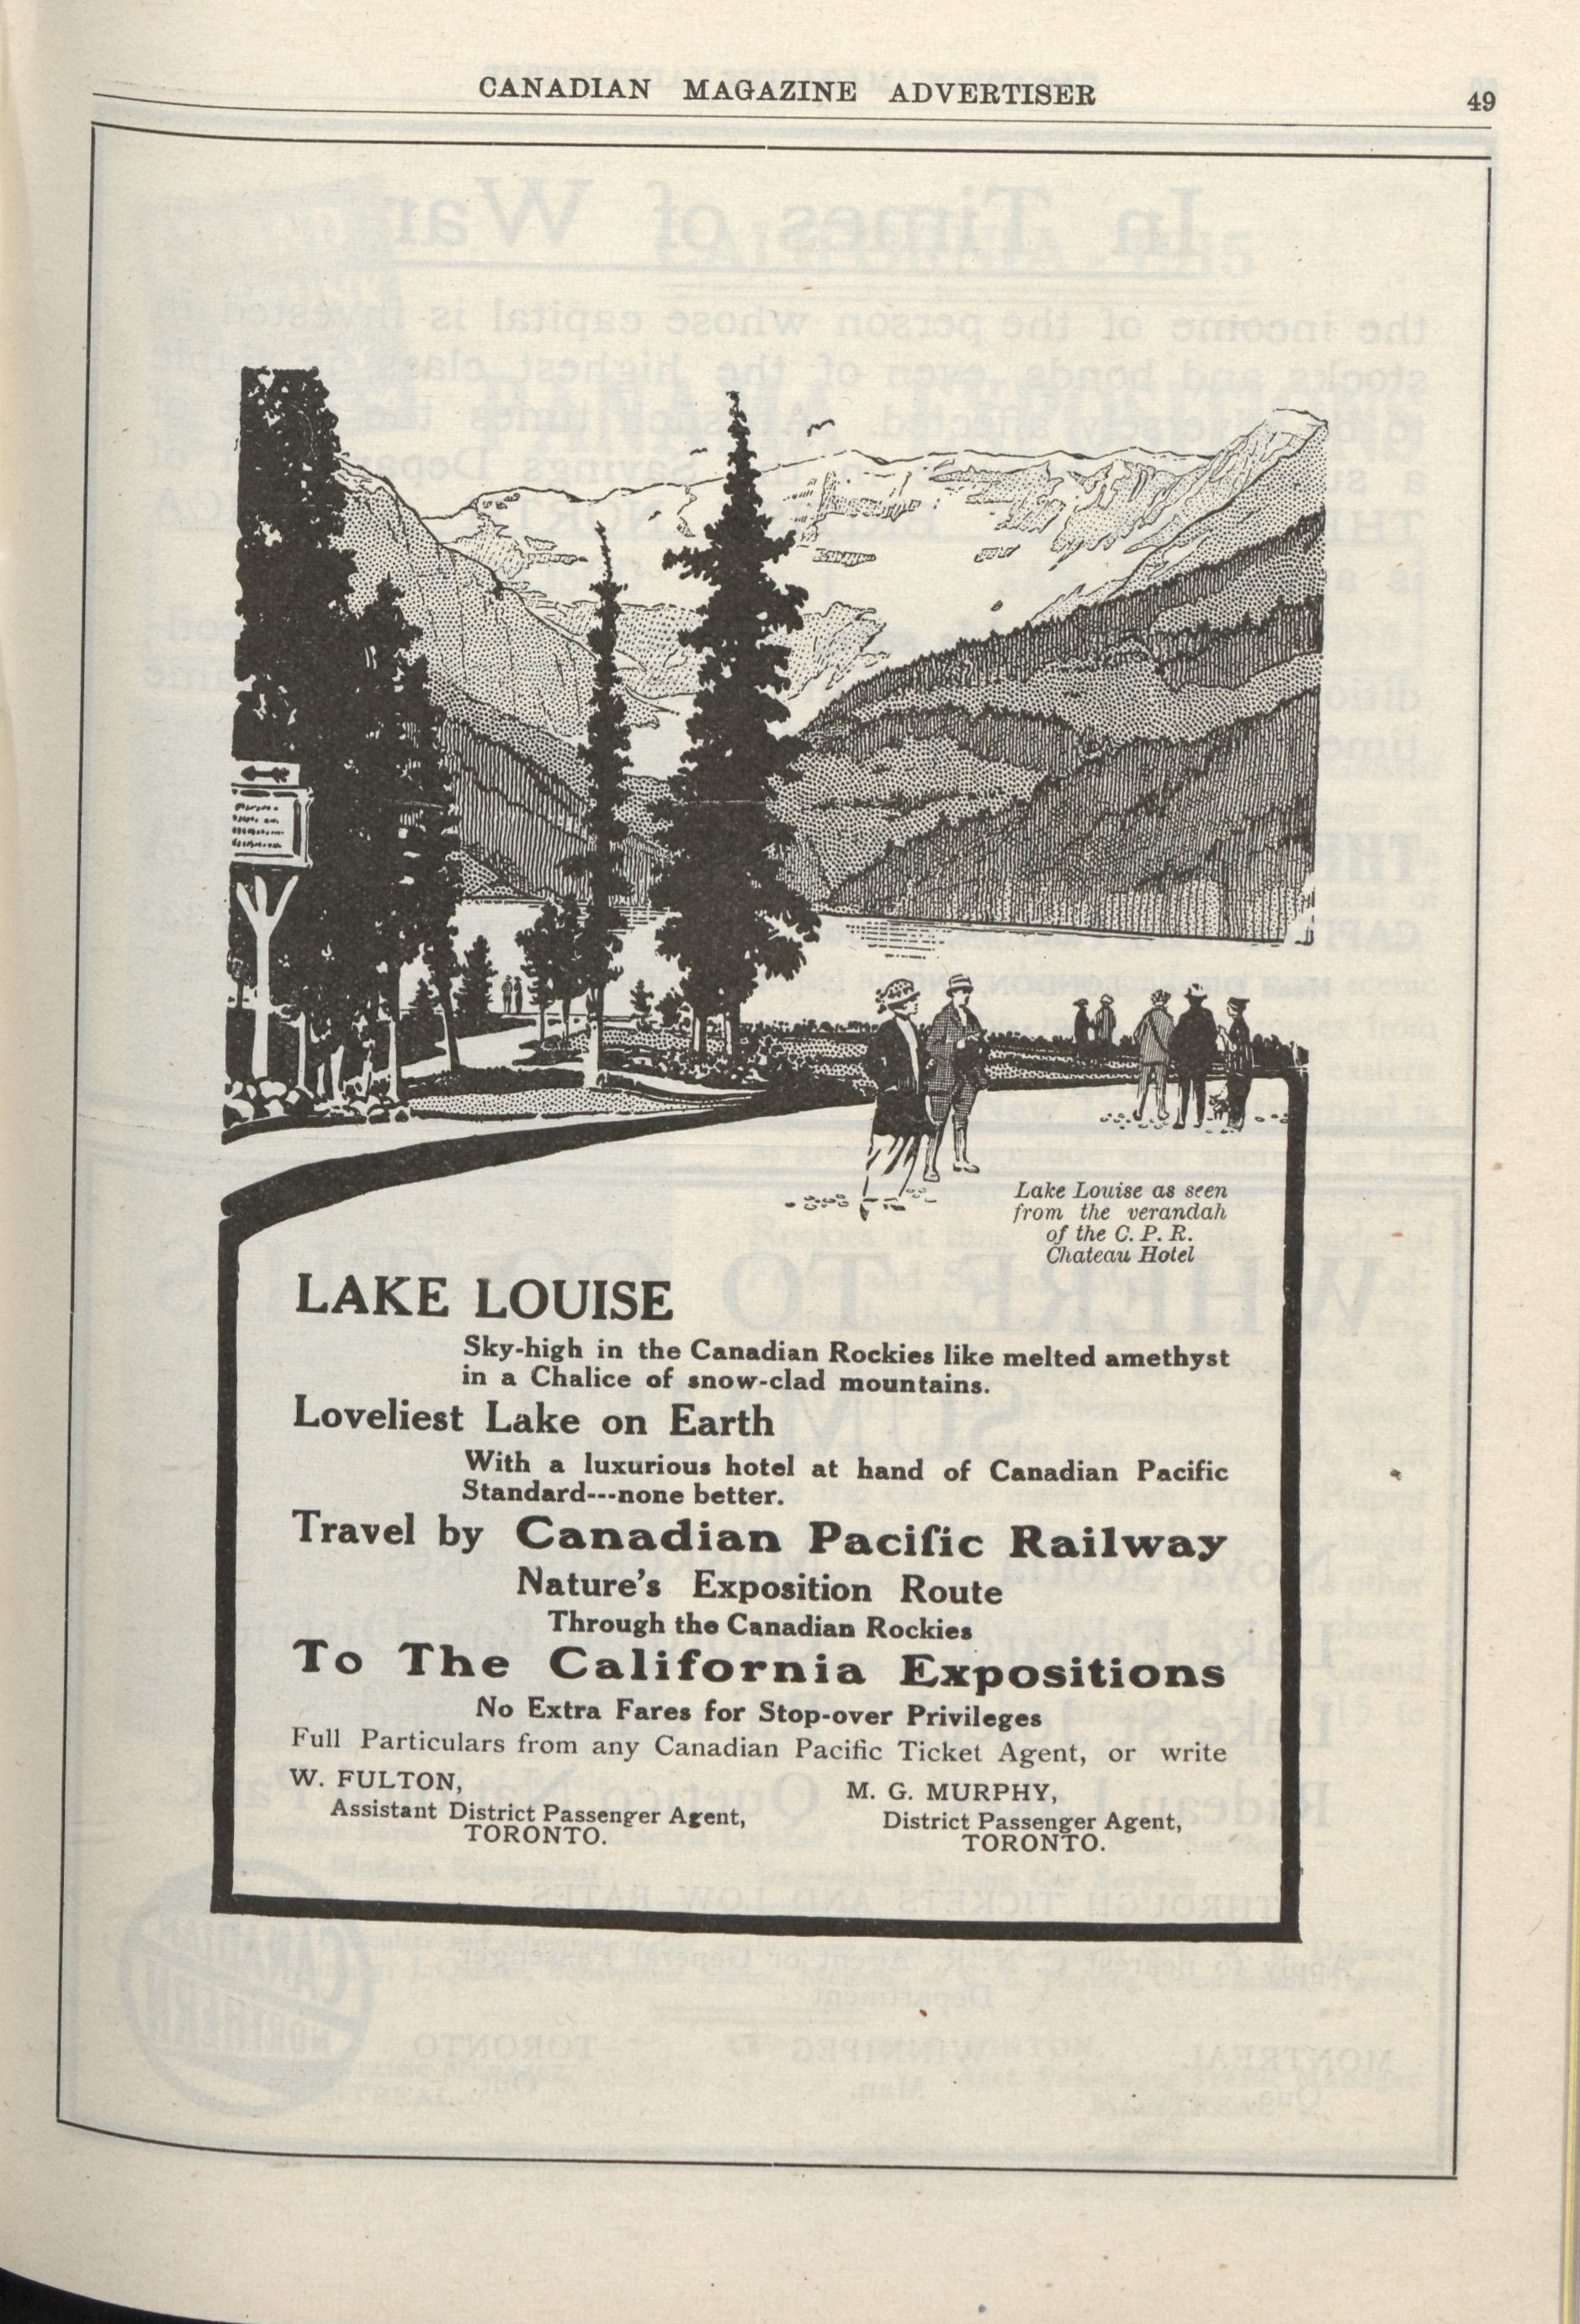 CANADIAN MAGAZINE ADVERTISER 49
Lake Louise as seen
from the verandah
of the C. P. R.
Chateau Hotel
LAKE LOUISE
Sky-high in the Canadian Rockies like melted amethyst
in a Chalice of snow-clad mountains.
Loveliest Lake on Earth
With a luxurious hotel at hand of Canadian Pacific
Standard---none better.
Travel by Canadian Pacific Railway
Nature's Exposition Route
Through the Canadian Rockies
To The California Expositions
No Extra Fares for Stop-over Privileges
Full Particulars from any Canadian Pacific Ticket Agent, or write
W. FULTON,
Assistant District Passenger Agent,
TORONTO.
M. G. MURPHY,
District Passenger Agent,
TORONTO.